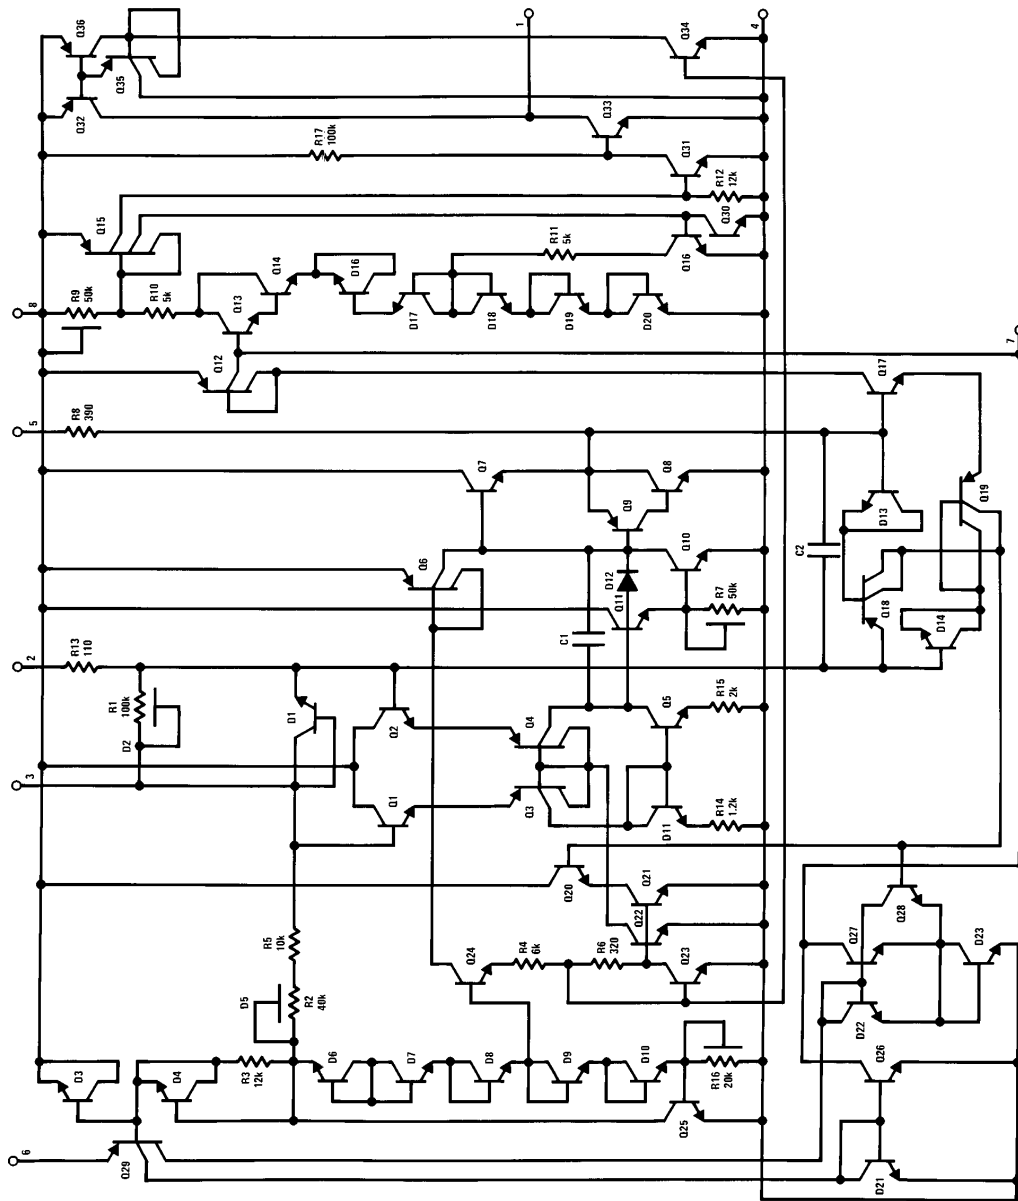 Q36
Q35
Q32
1
Q34
4
Q33
R17
100k
Q31
R12
12k
Q15
Q30
R11
5k
Q16
8
R9
50k
R10
5k
Q13
Q14
D16
D17
D18
D19
D20
Q12
7
5
R8
390
Q17
Q7
Q8
Q9
D13
Q19
Q6
Q10
D12
Q11
R7
50k
C1
C2
Q18
D14
2
R13
110
R1
100k
D2
D1
Q2
Q4
Q5
R15
2k
3
Q1
Q3
D11
R14
1.2k
Q20
Q21
Q22
Q28
Q27
D23
R5
10k
Q24
R4
6k
R6
320
Q23
D5
R2
40k
D22
Q26
D3
D4
R3
12k
D6
D7
D8
D9
D10
R16
20k
Q25
6
Q29
D21